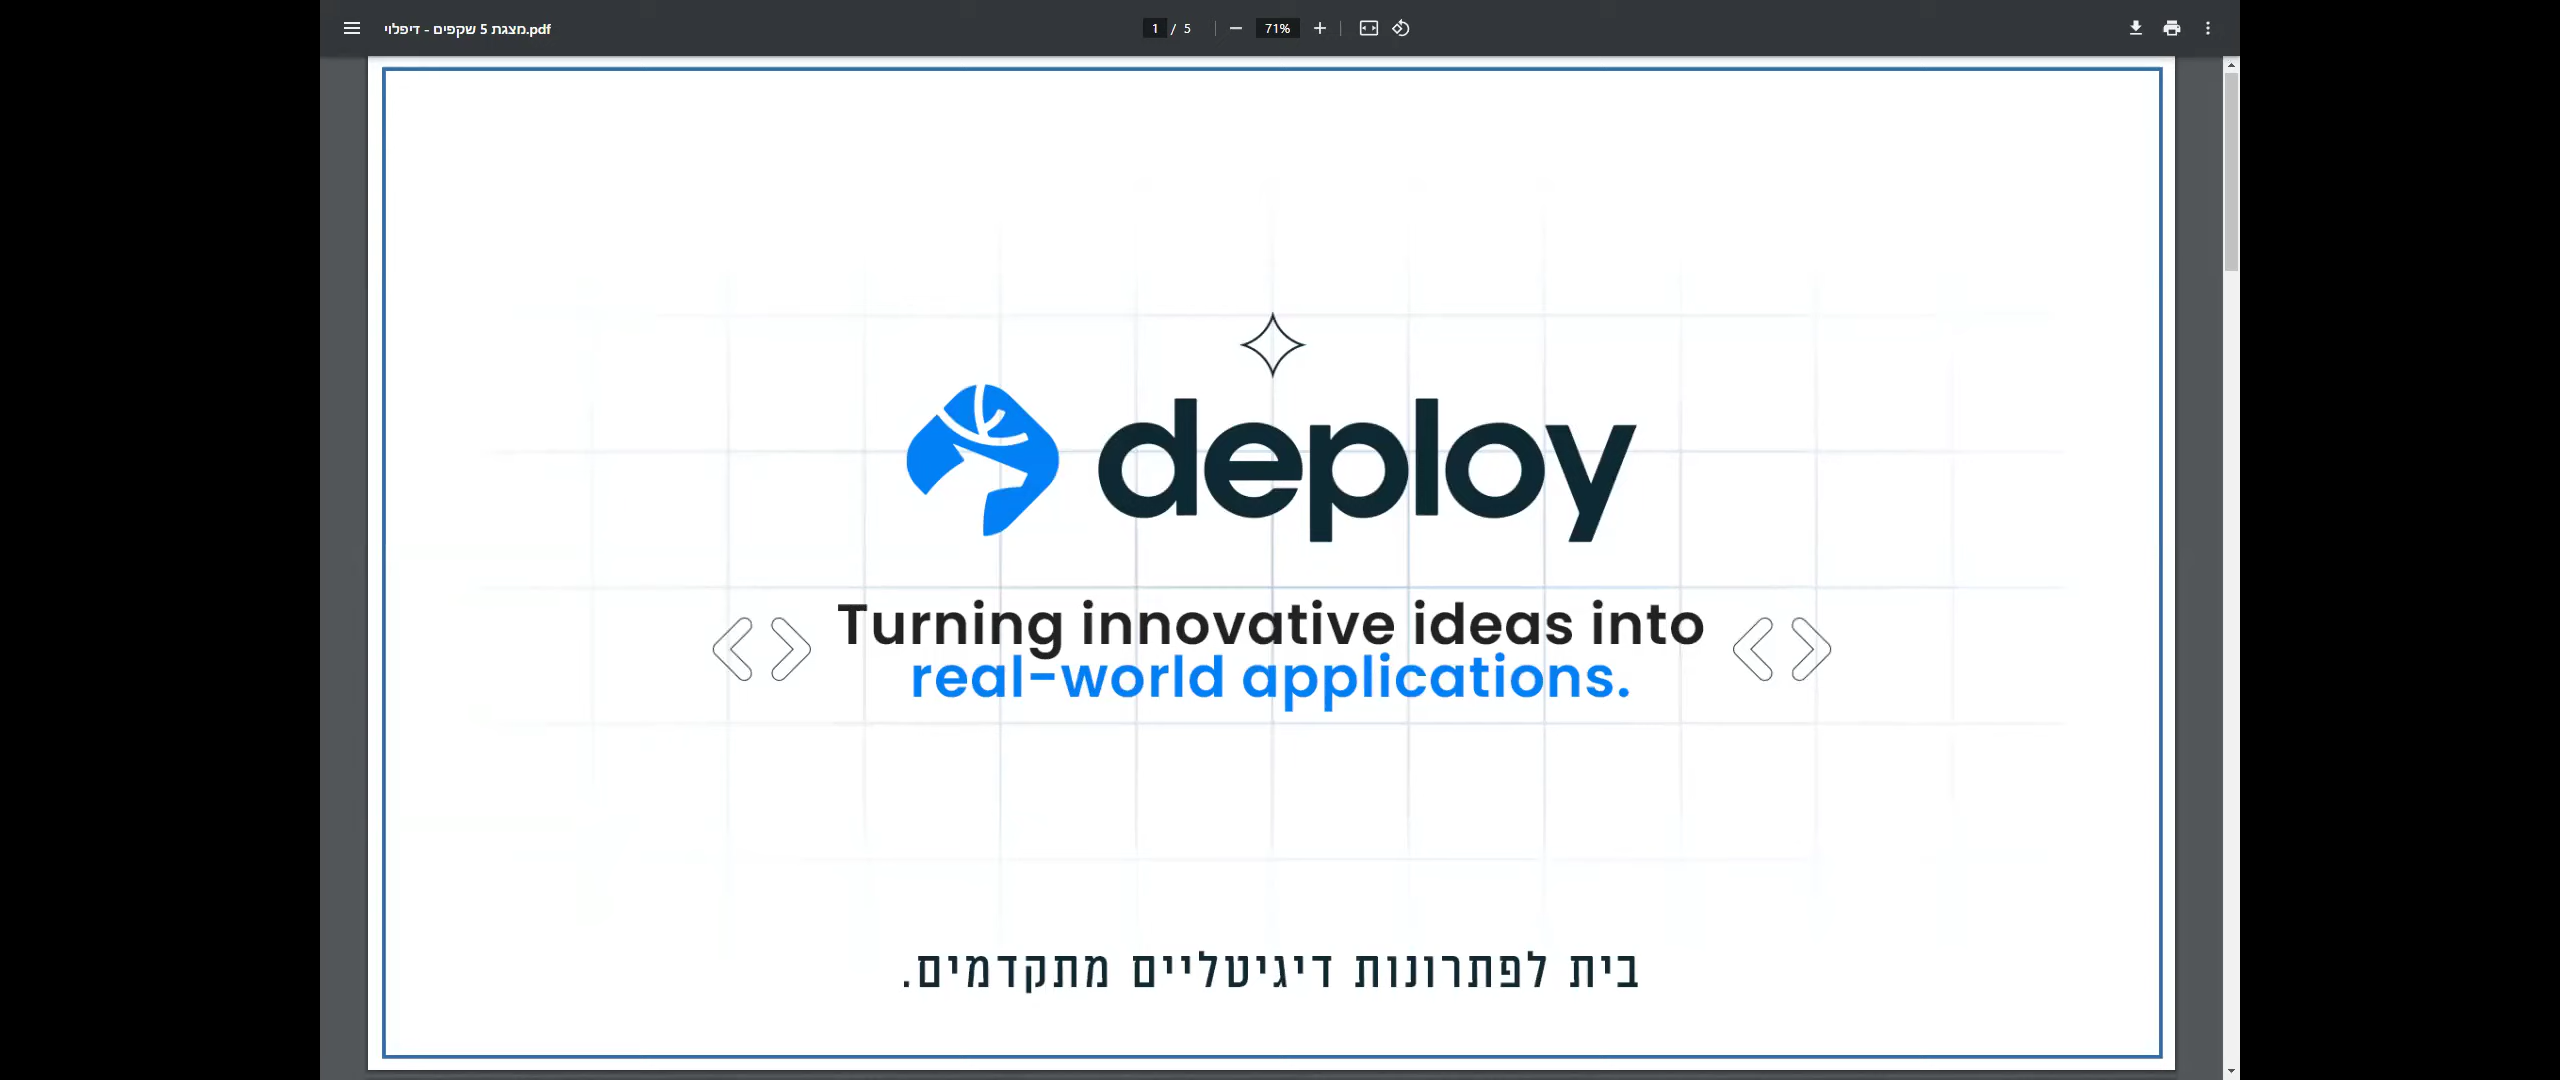 מצגת 5 שקפים - דיפלוי.pdf
1 / 5
71%
deploy
Turning innovative ideas into
real-world applications.
בית לפתרונות דיגיטליים מתקדמים.